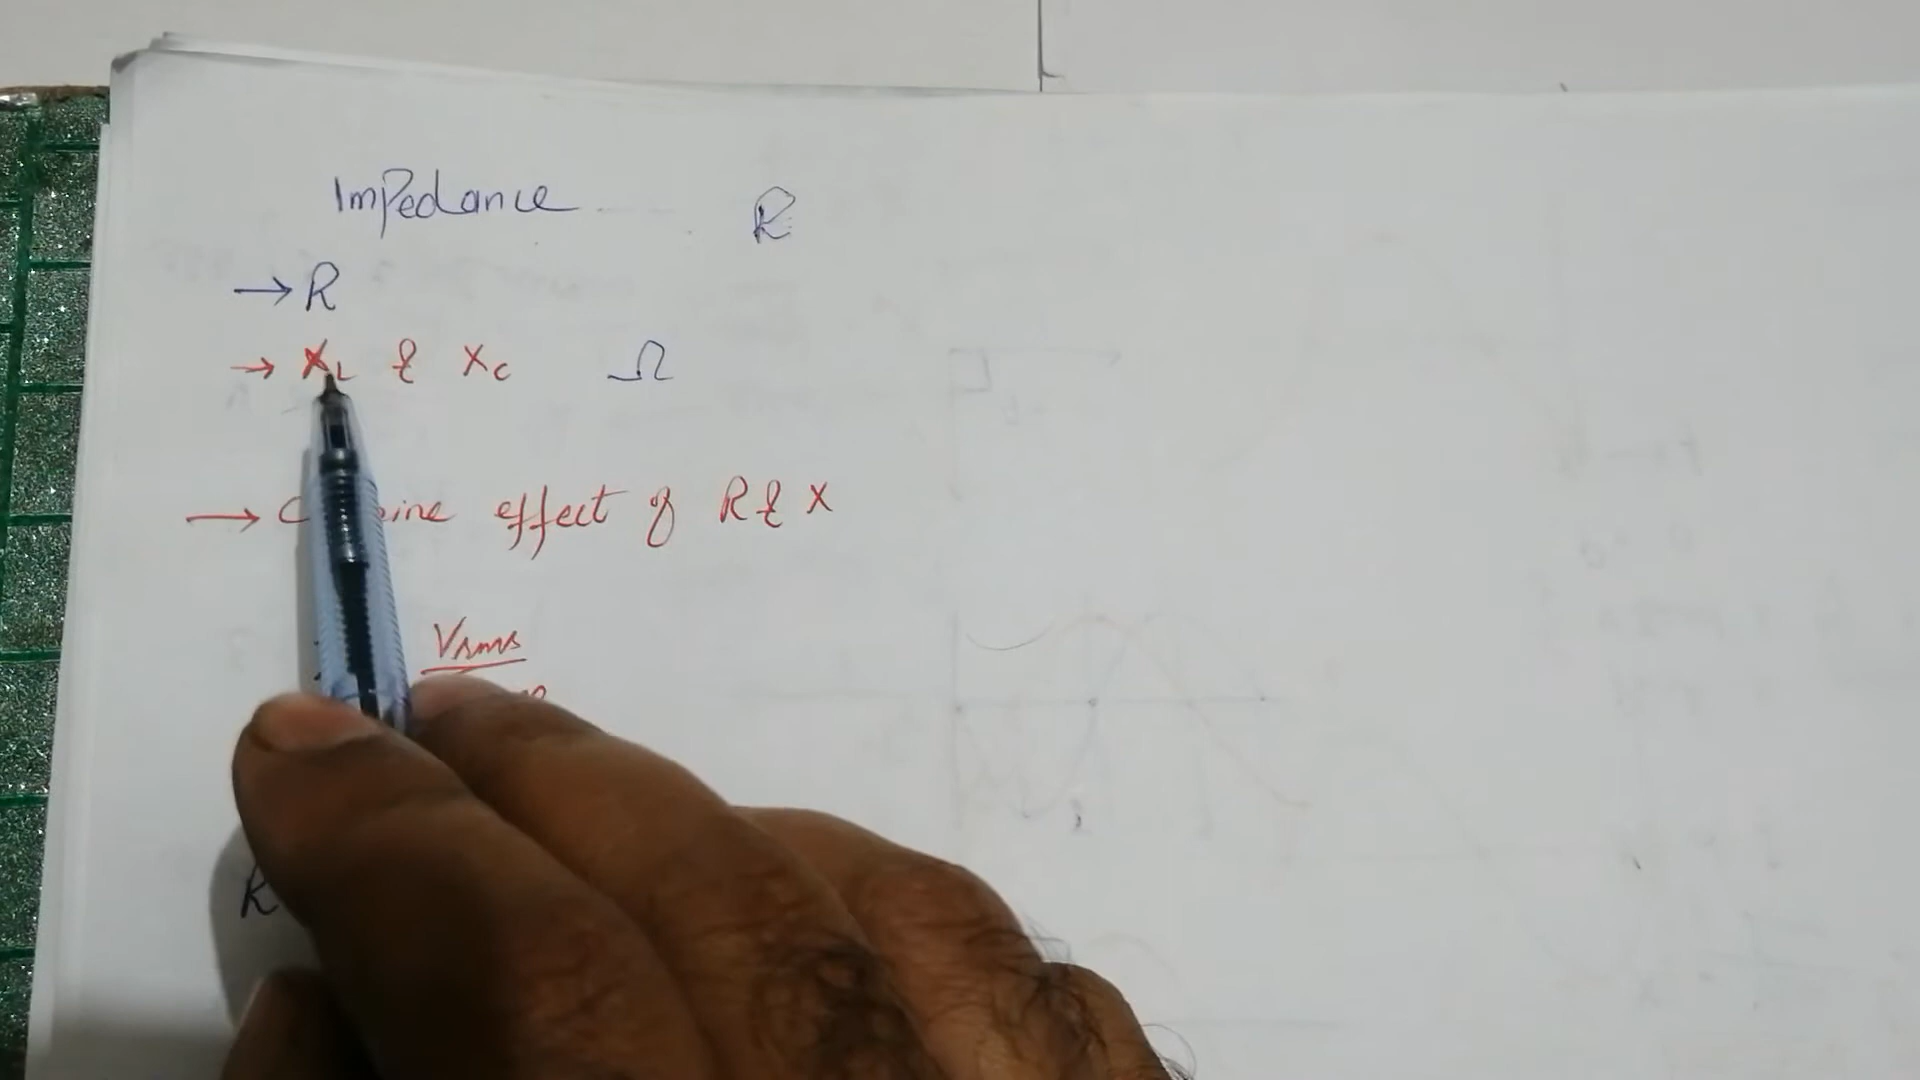 Impedance R
→ R
→ XL & Xc Ω
→ effect of R & X
Vrms
R